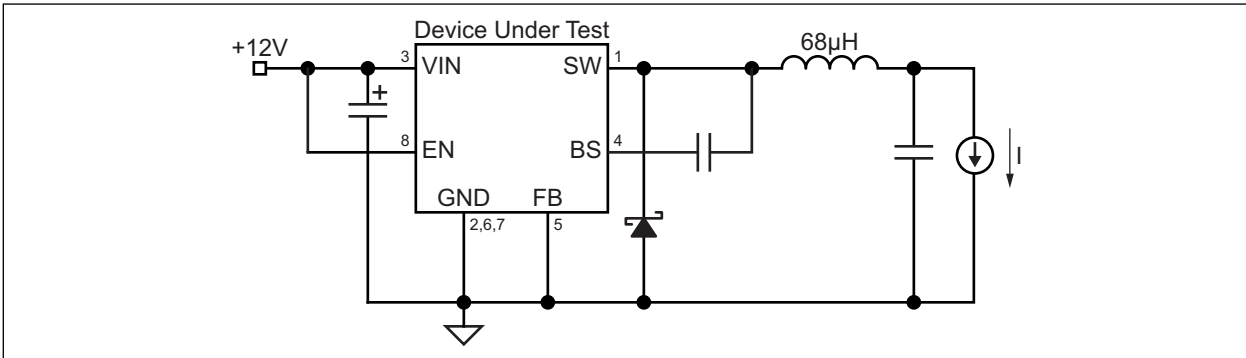 Device Under Test
+12V
68µH
3
VIN
SW
1
+
8
EN
BS
4
I
GND
FB
2,6,7
5